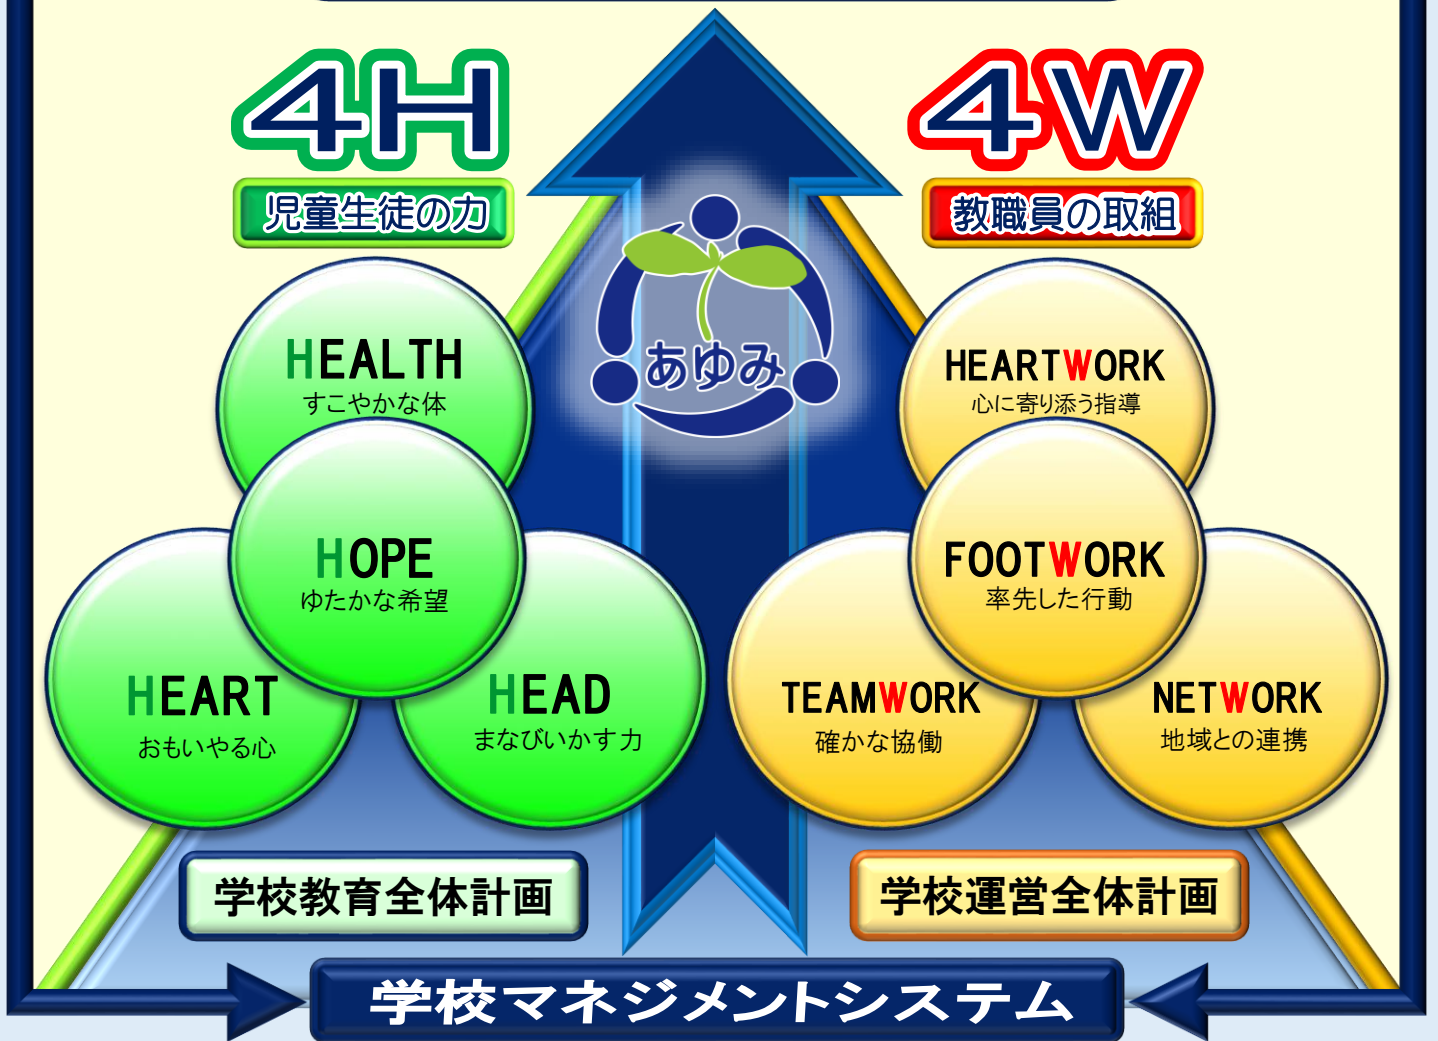 4H
児童生徒の力
HEALTH
すこやかな体
HOPE
ゆたかな希望
HEART
おもいやる心
HEAD
まなびいかす力
学校教育全体計画
あゆみ
4W
教職員の取組
HEARTWORK
心に寄り添う指導
FOOTWORK
率先した行動
TEAMWORK
確かな協働
NETWORK
地域との連携
学校運営全体計画
学校マネジメントシステム